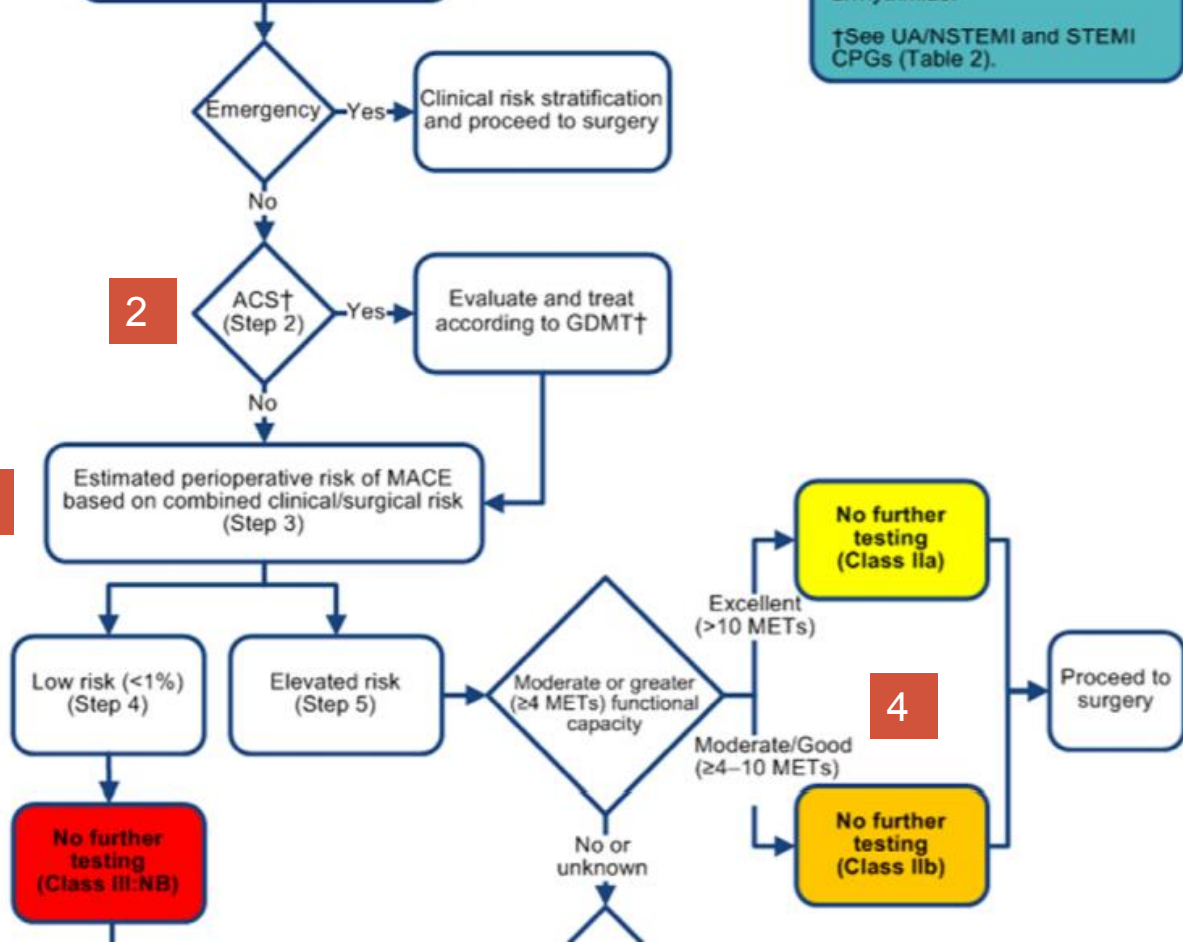 †See UA/NSTEMI and STEMI
CPGs (Table 2).
Emergency
Yes
Clinical risk stratification
and proceed to surgery
No
2
ACS†
(Step 2)
Yes
Evaluate and treat
according to GDMT†
No
Estimated perioperative risk of MACE
based on combined clinical/surgical risk
(Step 3)
Low risk (<1%)
(Step 4)
Elevated risk
(Step 5)
Moderate or greater
(≥4 METs) functional
capacity
Excellent
(>10 METs)
No further
testing
(Class IIa)
4
Moderate/Good
(≥4–10 METs)
No further
testing
(Class IIb)
Proceed to
surgery
No further
testing
(Class III:NB)
No or
unknown